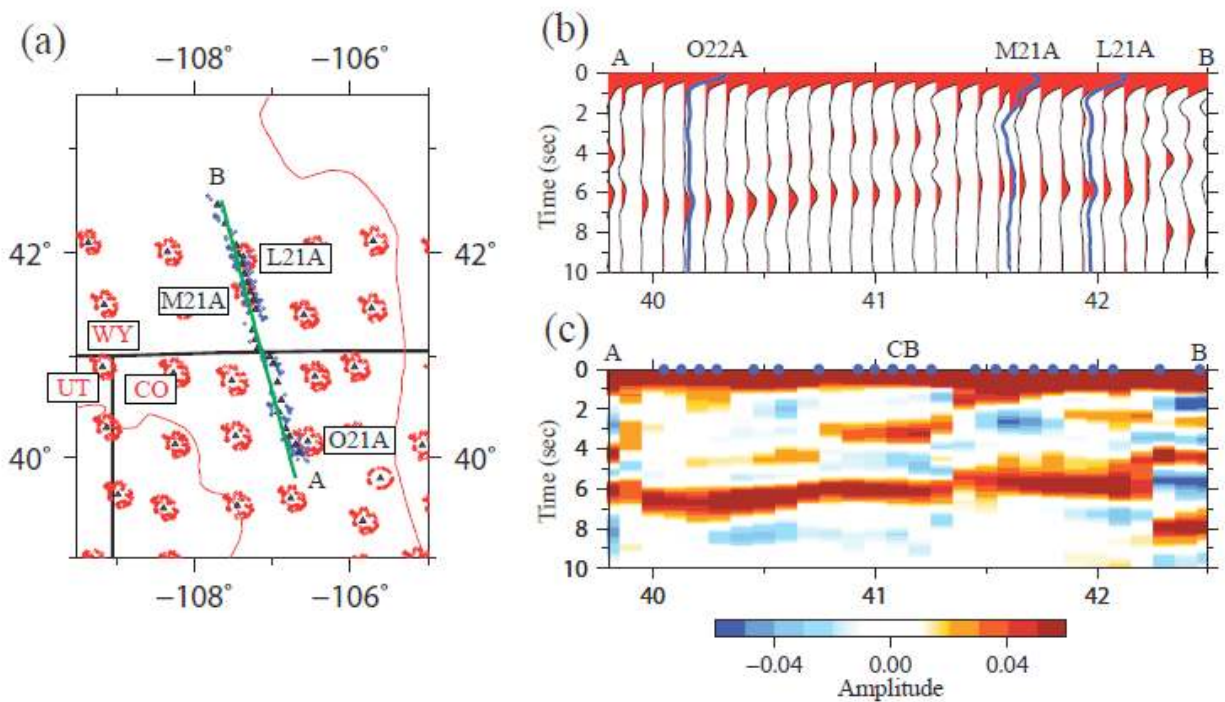 (a)
−108° −106°
B
42° 42°
L21A
M21A
WY
UT CO
O21A
40° 40°
A
−108° −106°
(b)
A O22A M21A L21A B
0
2
4
6
8
10
Time (sec)
40 41 42
(c)
A CB B
0
2
4
6
8
10
Time (sec)
40 41 42
−0.04 0.00 0.04
Amplitude